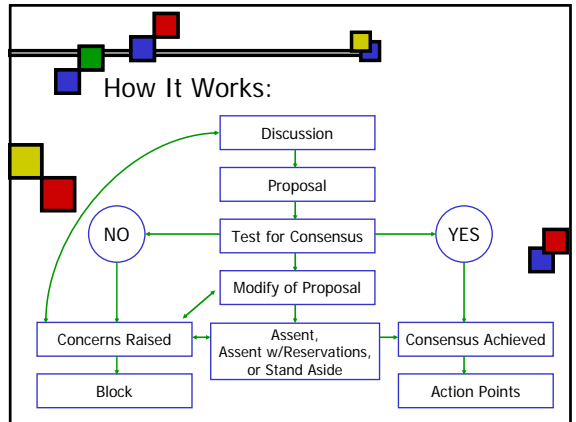 How It Works:
Discussion
Proposal
NO
Test for Consensus
YES
Modify of Proposal
Concerns Raised
Assent,
Assent w/Reservations,
or Stand Aside
Consensus Achieved
Block
Action Points